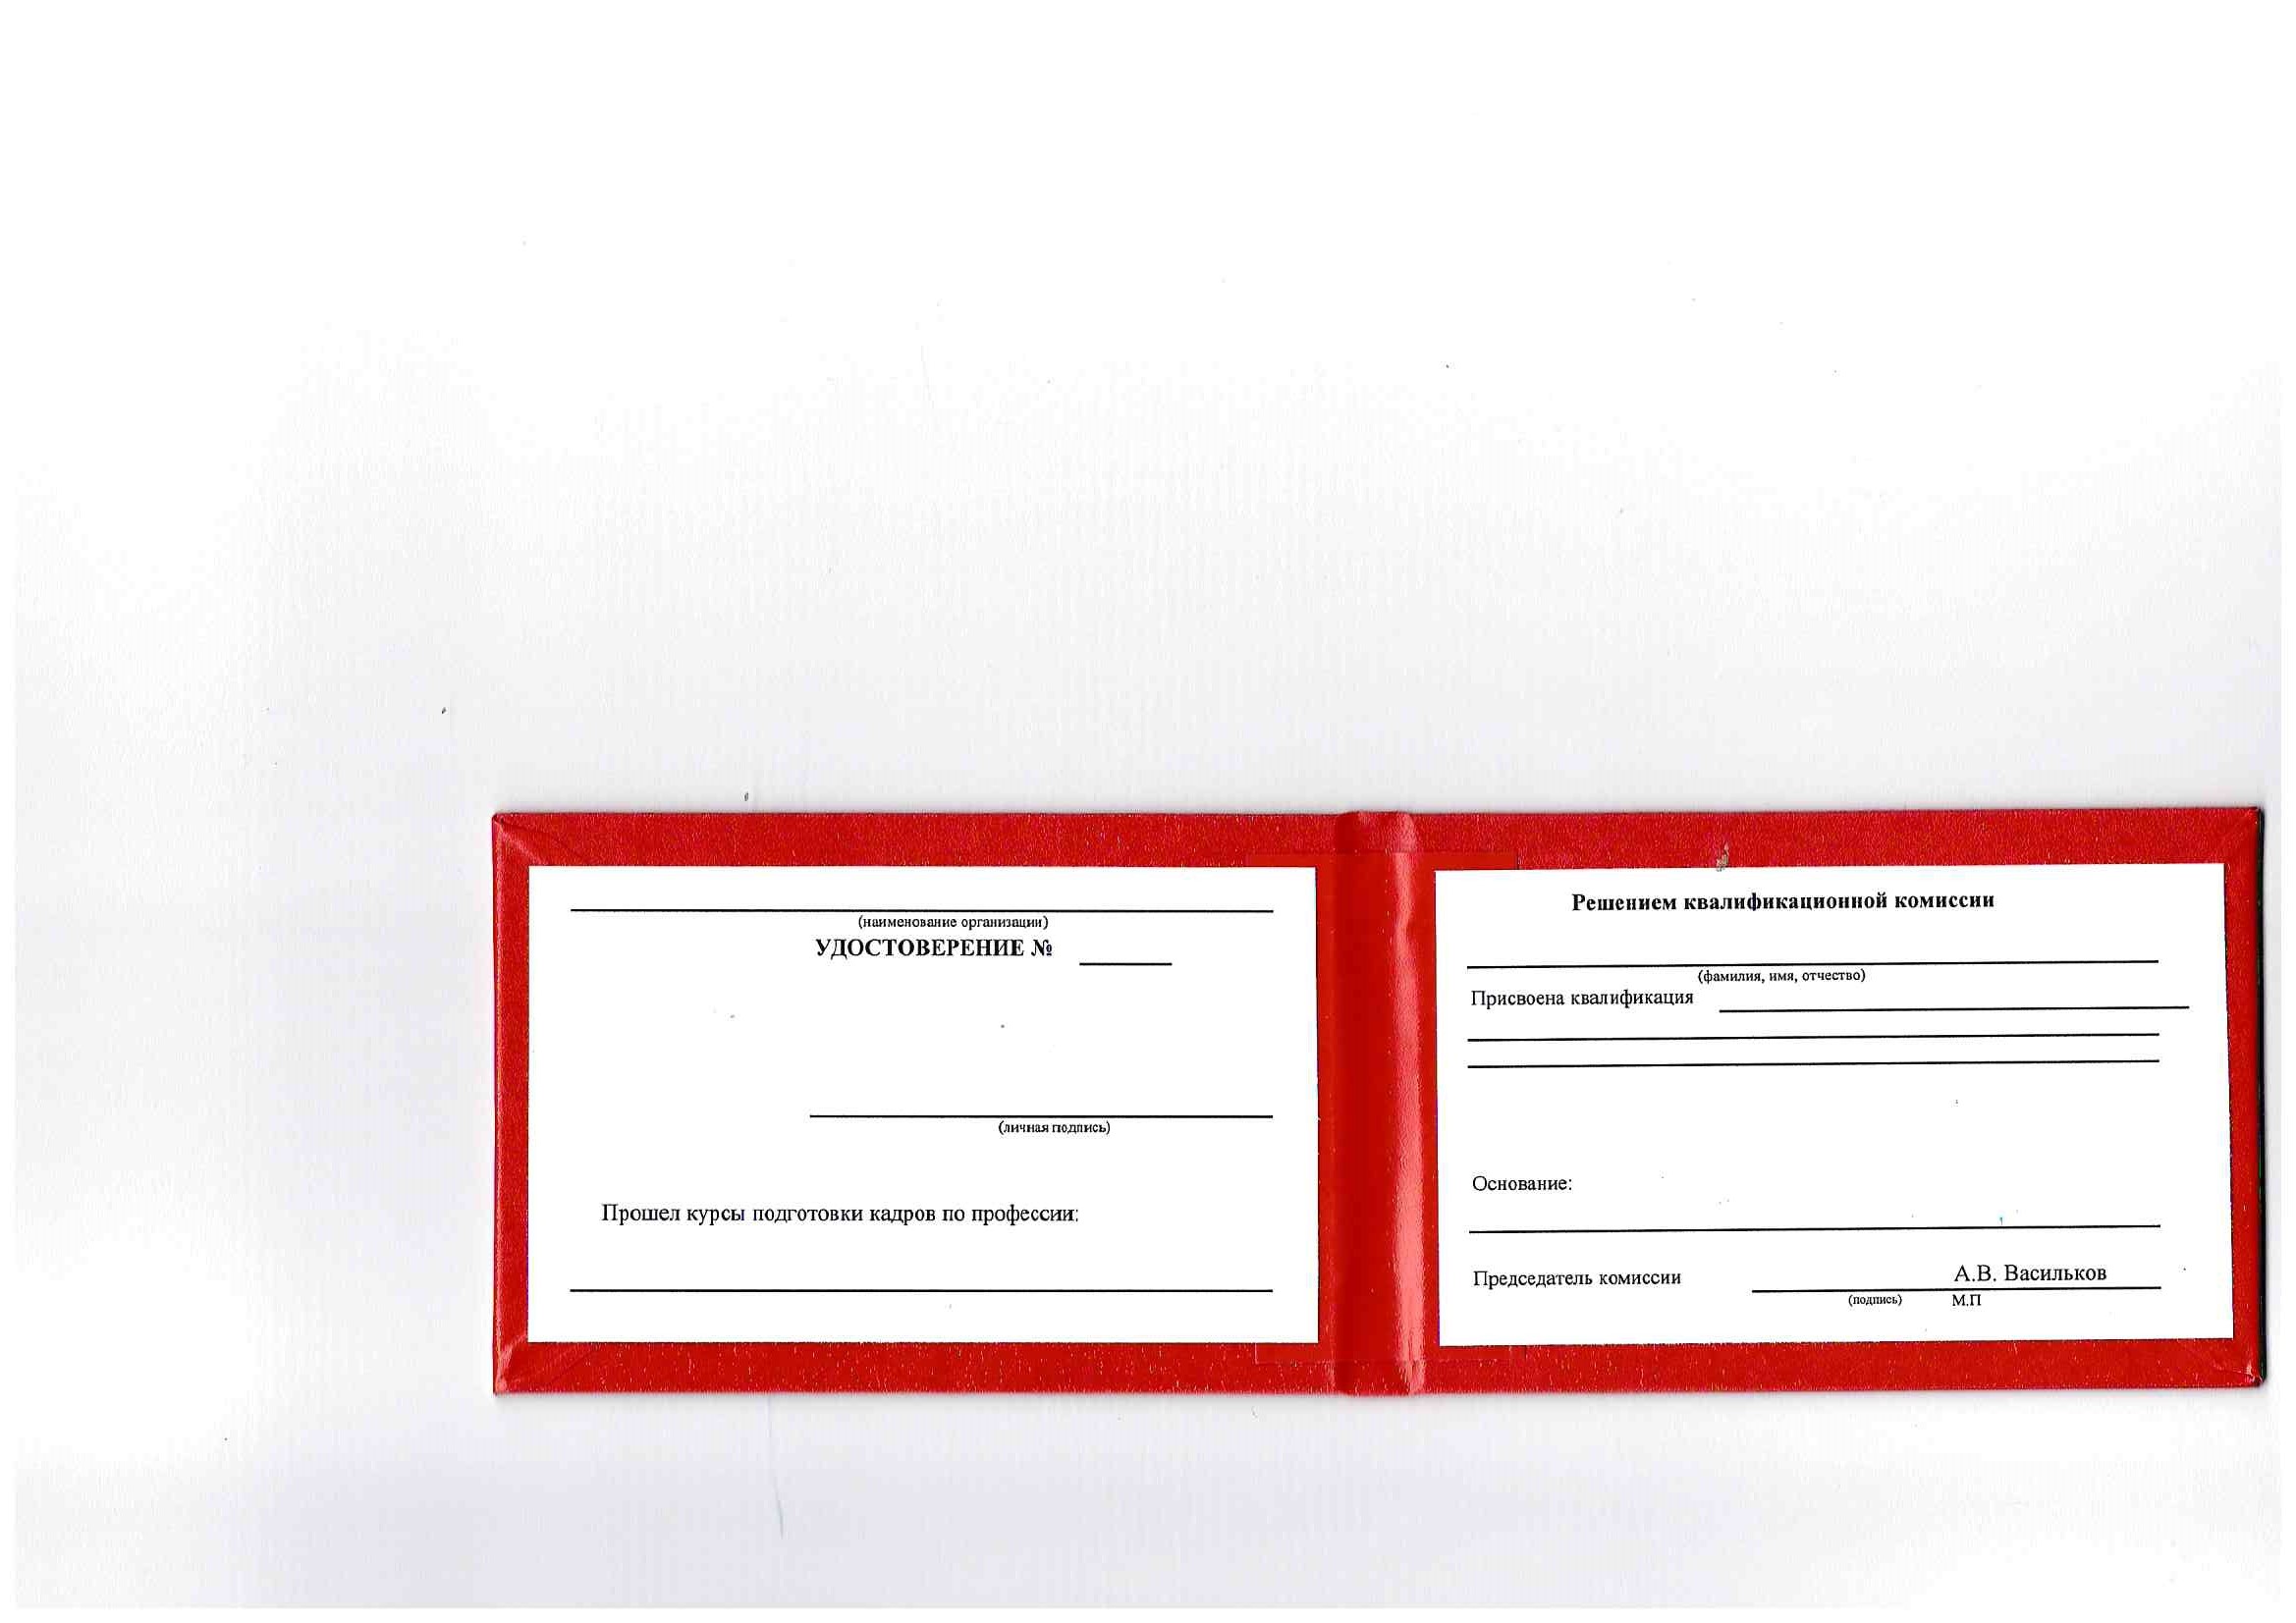 (наименование организации)
УДОСТОВЕРЕНИЕ №
(личная подпись)
Прошел курсы подготовки кадров по профессии:
Решением квалификационной комиссии
(фамилия, имя, отчество)
Присвоена квалификация
Основание:
Председатель комиссии А.В. Васильков
(подпись) М.П